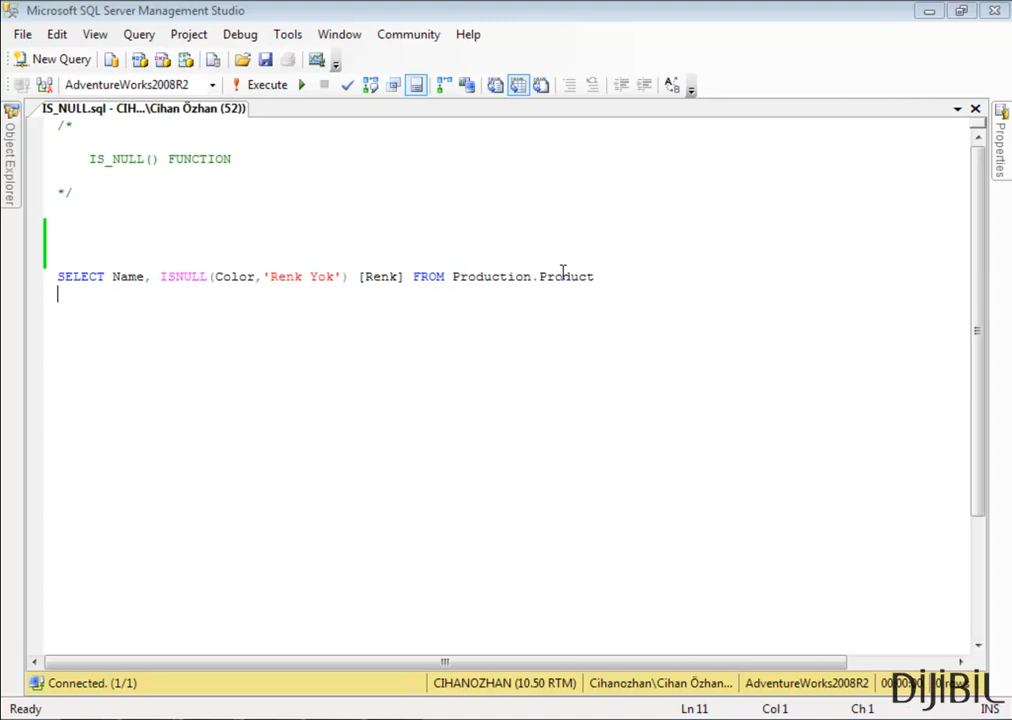 Microsoft SQL Server Management Studio
File Edit View Query Project Debug Tools Window Community Help
New Query
AdventureWorks2008R2 Execute
IS_NULL.sql - CIH...\Cihan Özhan (52))
Object Explorer
Properties
/*
IS_NULL() FUNCTION
*/
SELECT Name, ISNULL(Color,'Renk Yok') [Renk] FROM Production.Product
Connected. (1/1) CIHANOZHAN (10.50 RTM) Cihanozhan\Cihan Özhan... AdventureWorks2008R2
DijiBiL
Ready Ln 11 Col 1 Ch 1 INS